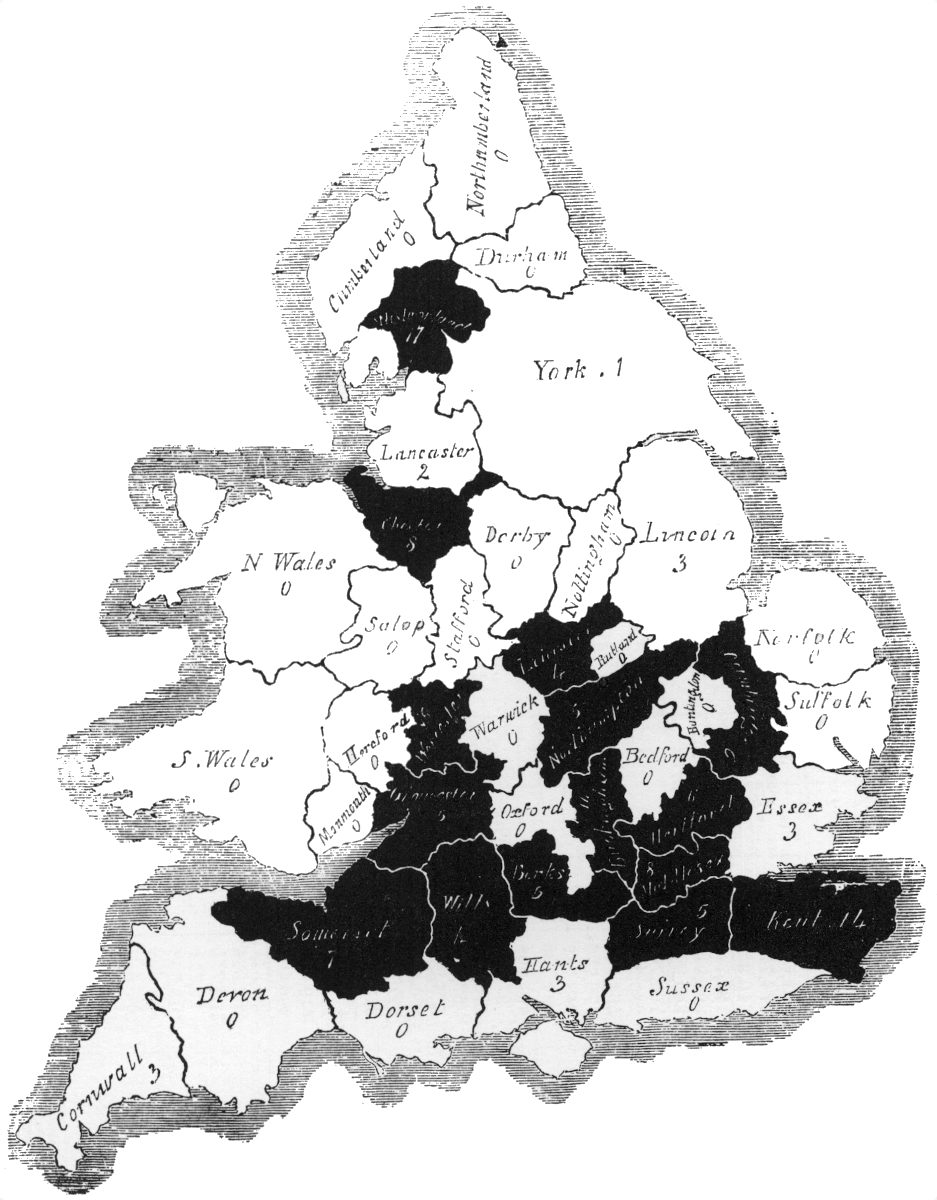 Northumberland
0
Cumberland
0
Durham
0
Westmorland
17
York . 1
Lancaster
2
Chester
8
Derby
0
Nottingham
0
Lincoln
3
N Wales
0
Salop
0
Stafford
0
Leicester
4
Rutland
0
Norfolk
0
Suffolk
0
Hereford
0
Worcester
Warwick
0
5
Northampton
Huntingdon
0
S. Wales
0
Monmouth
0
Gloucester
5
Oxford
0
Buckingham
Bedford
0
6
Hertford
Essex
3
Berks
5
8
Middlesex
Somerset
7
Wilts
4
5
Surrey
Kent . 14
Hants
3
Sussex
0
Devon
0
Dorset
0
Cornwall
3